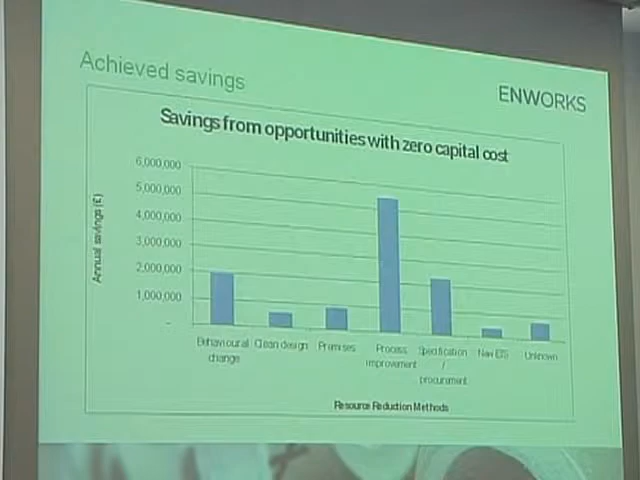 Achieved savings
ENWORKS
Savings from opportunities with zero capital cost
6,000,000
5,000,000
4,000,000
3,000,000
2,000,000
1,000,000
-
Annual savings (£)
Behavioural change
Clean design
Premises
Process improvement
Specification / procurement
Unknown
Resource Reduction Methods